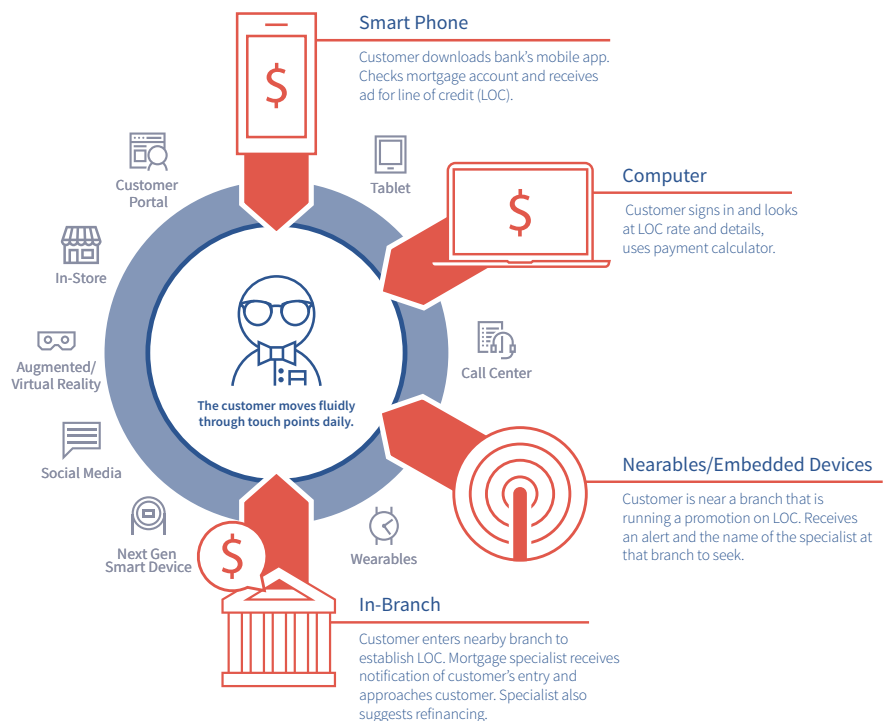 Smart Phone
Customer downloads bank's mobile app.
Checks mortgage account and receives
ad for line of credit (LOC).
$
Customer
Portal
Tablet
Computer
Customer signs in and looks
at LOC rate and details,
uses payment calculator.
$
In-Store
Augmented/
Virtual Reality
Call Center
The customer moves fluidly
through touch points daily.
Social Media
Nearables/Embedded Devices
Customer is near a branch that is
running a promotion on LOC. Receives
an alert and the name of the specialist at
that branch to seek.
Next Gen
Smart Device
$
Wearables
In-Branch
Customer enters nearby branch to
establish LOC. Mortgage specialist receives
notification of customer's entry and
approaches customer. Specialist also
suggests refinancing.